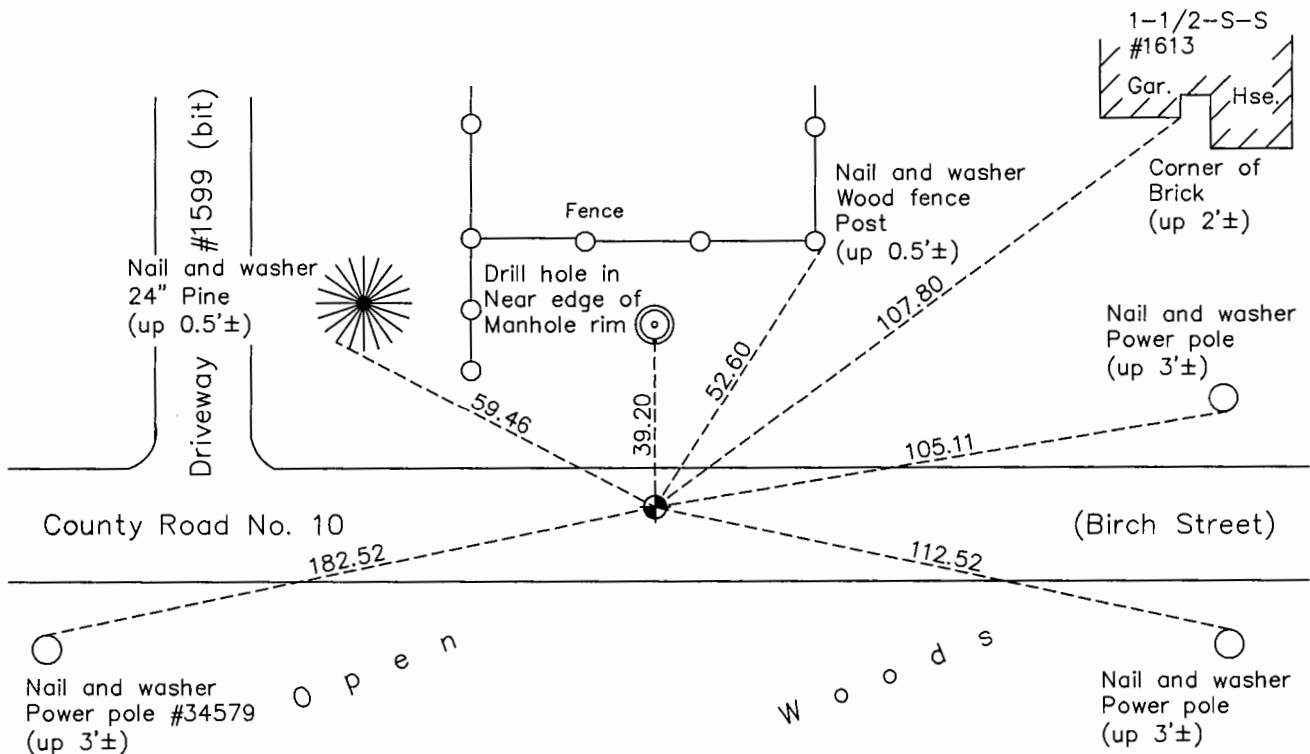 1-1/2-S-S
#1613
Gar.
Hse.
Corner of
Brick
(up 2'±)
Driveway #1599 (bit)
Nail and washer
24" Pine
(up 0.5'±)
Fence
Drill hole in
Near edge of
Manhole rim
Nail and washer
Wood fence
Post
(up 0.5'±)
Nail and washer
Power pole
(up 3'±)
59.46
39.20
52.60
107.80
105.11
County Road No. 10
(Birch Street)
182.52
112.52
Open Woods
Nail and washer
Power pole #34579
(up 3'±)
Nail and washer
Power pole
(up 3'±)